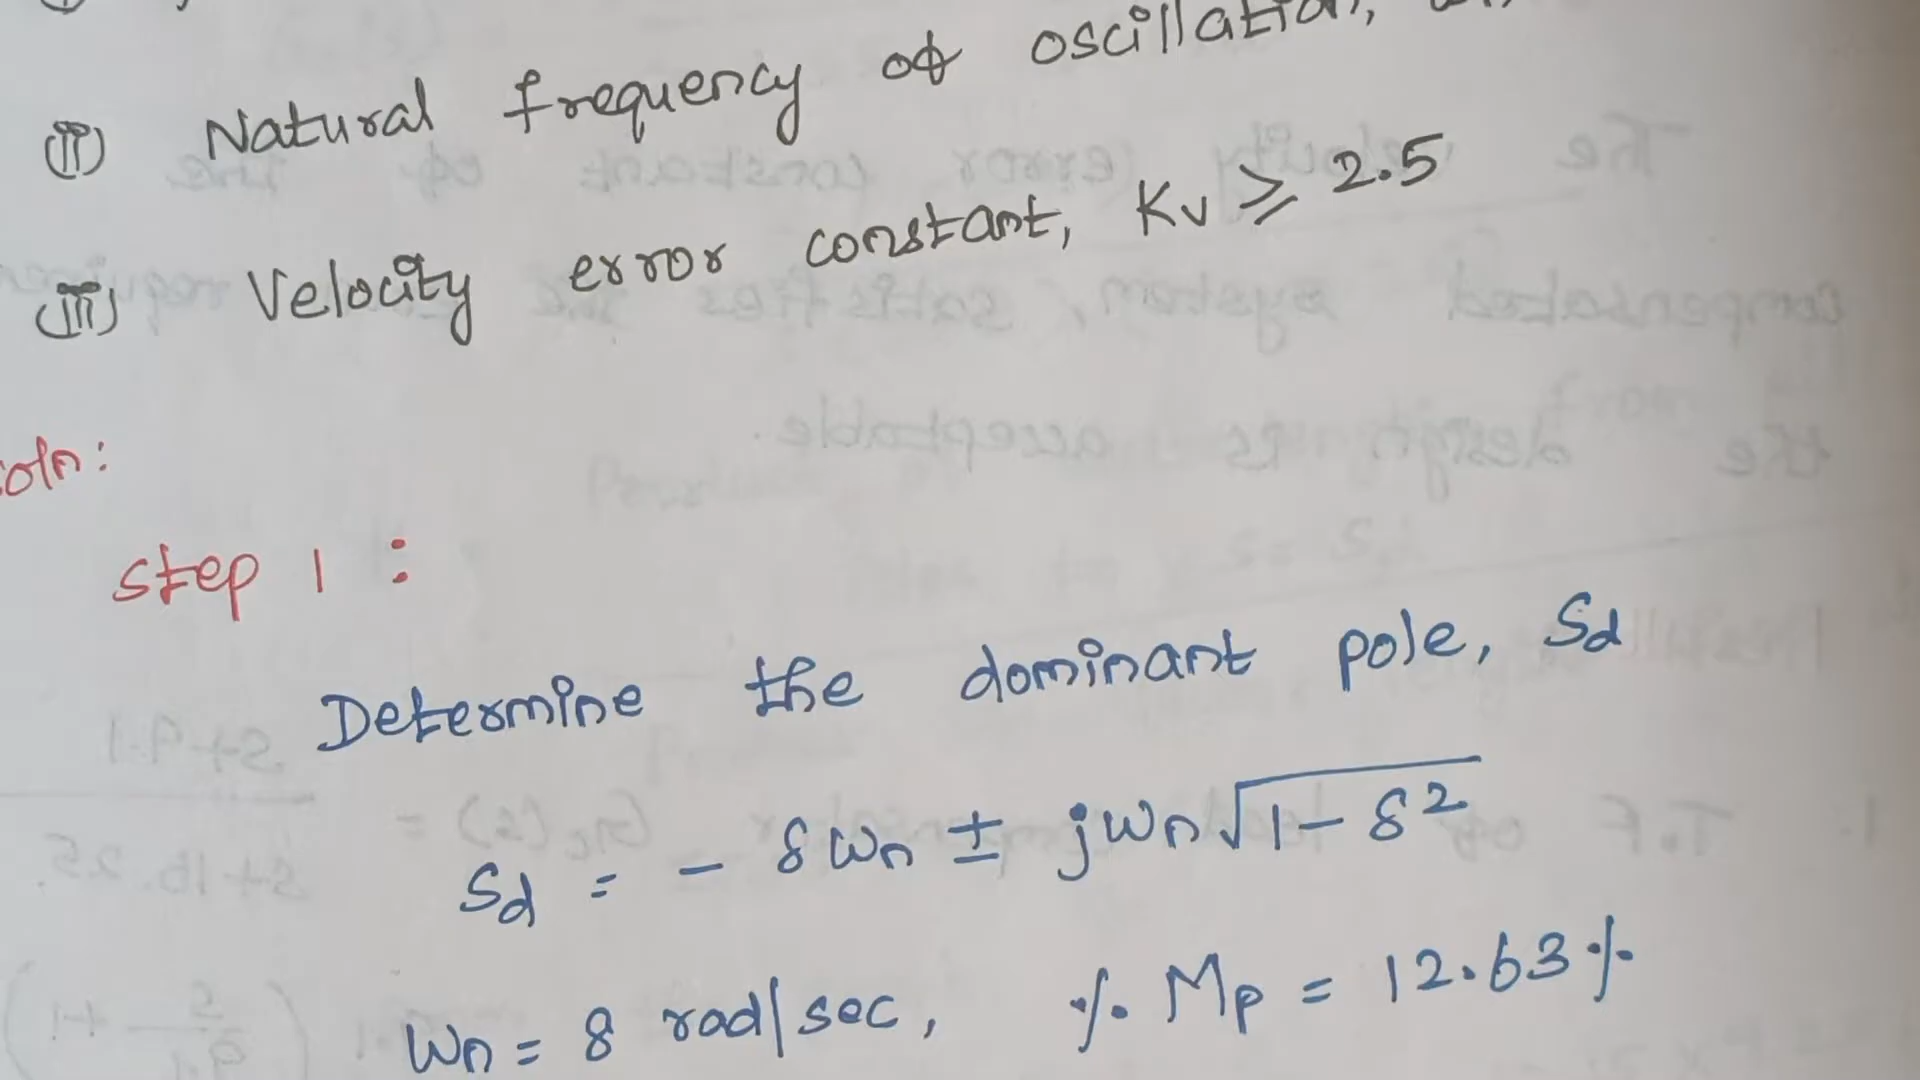 (ii) Natural frequency of oscillation,
(iii) Velocity error constant, Kv ≥ 2.5
soln:
step 1 :
Determine the dominant pole, Sd
Sd = - δωn ± jωn√1-δ²
ωn = 8 rad/sec, % Mp = 12.63%